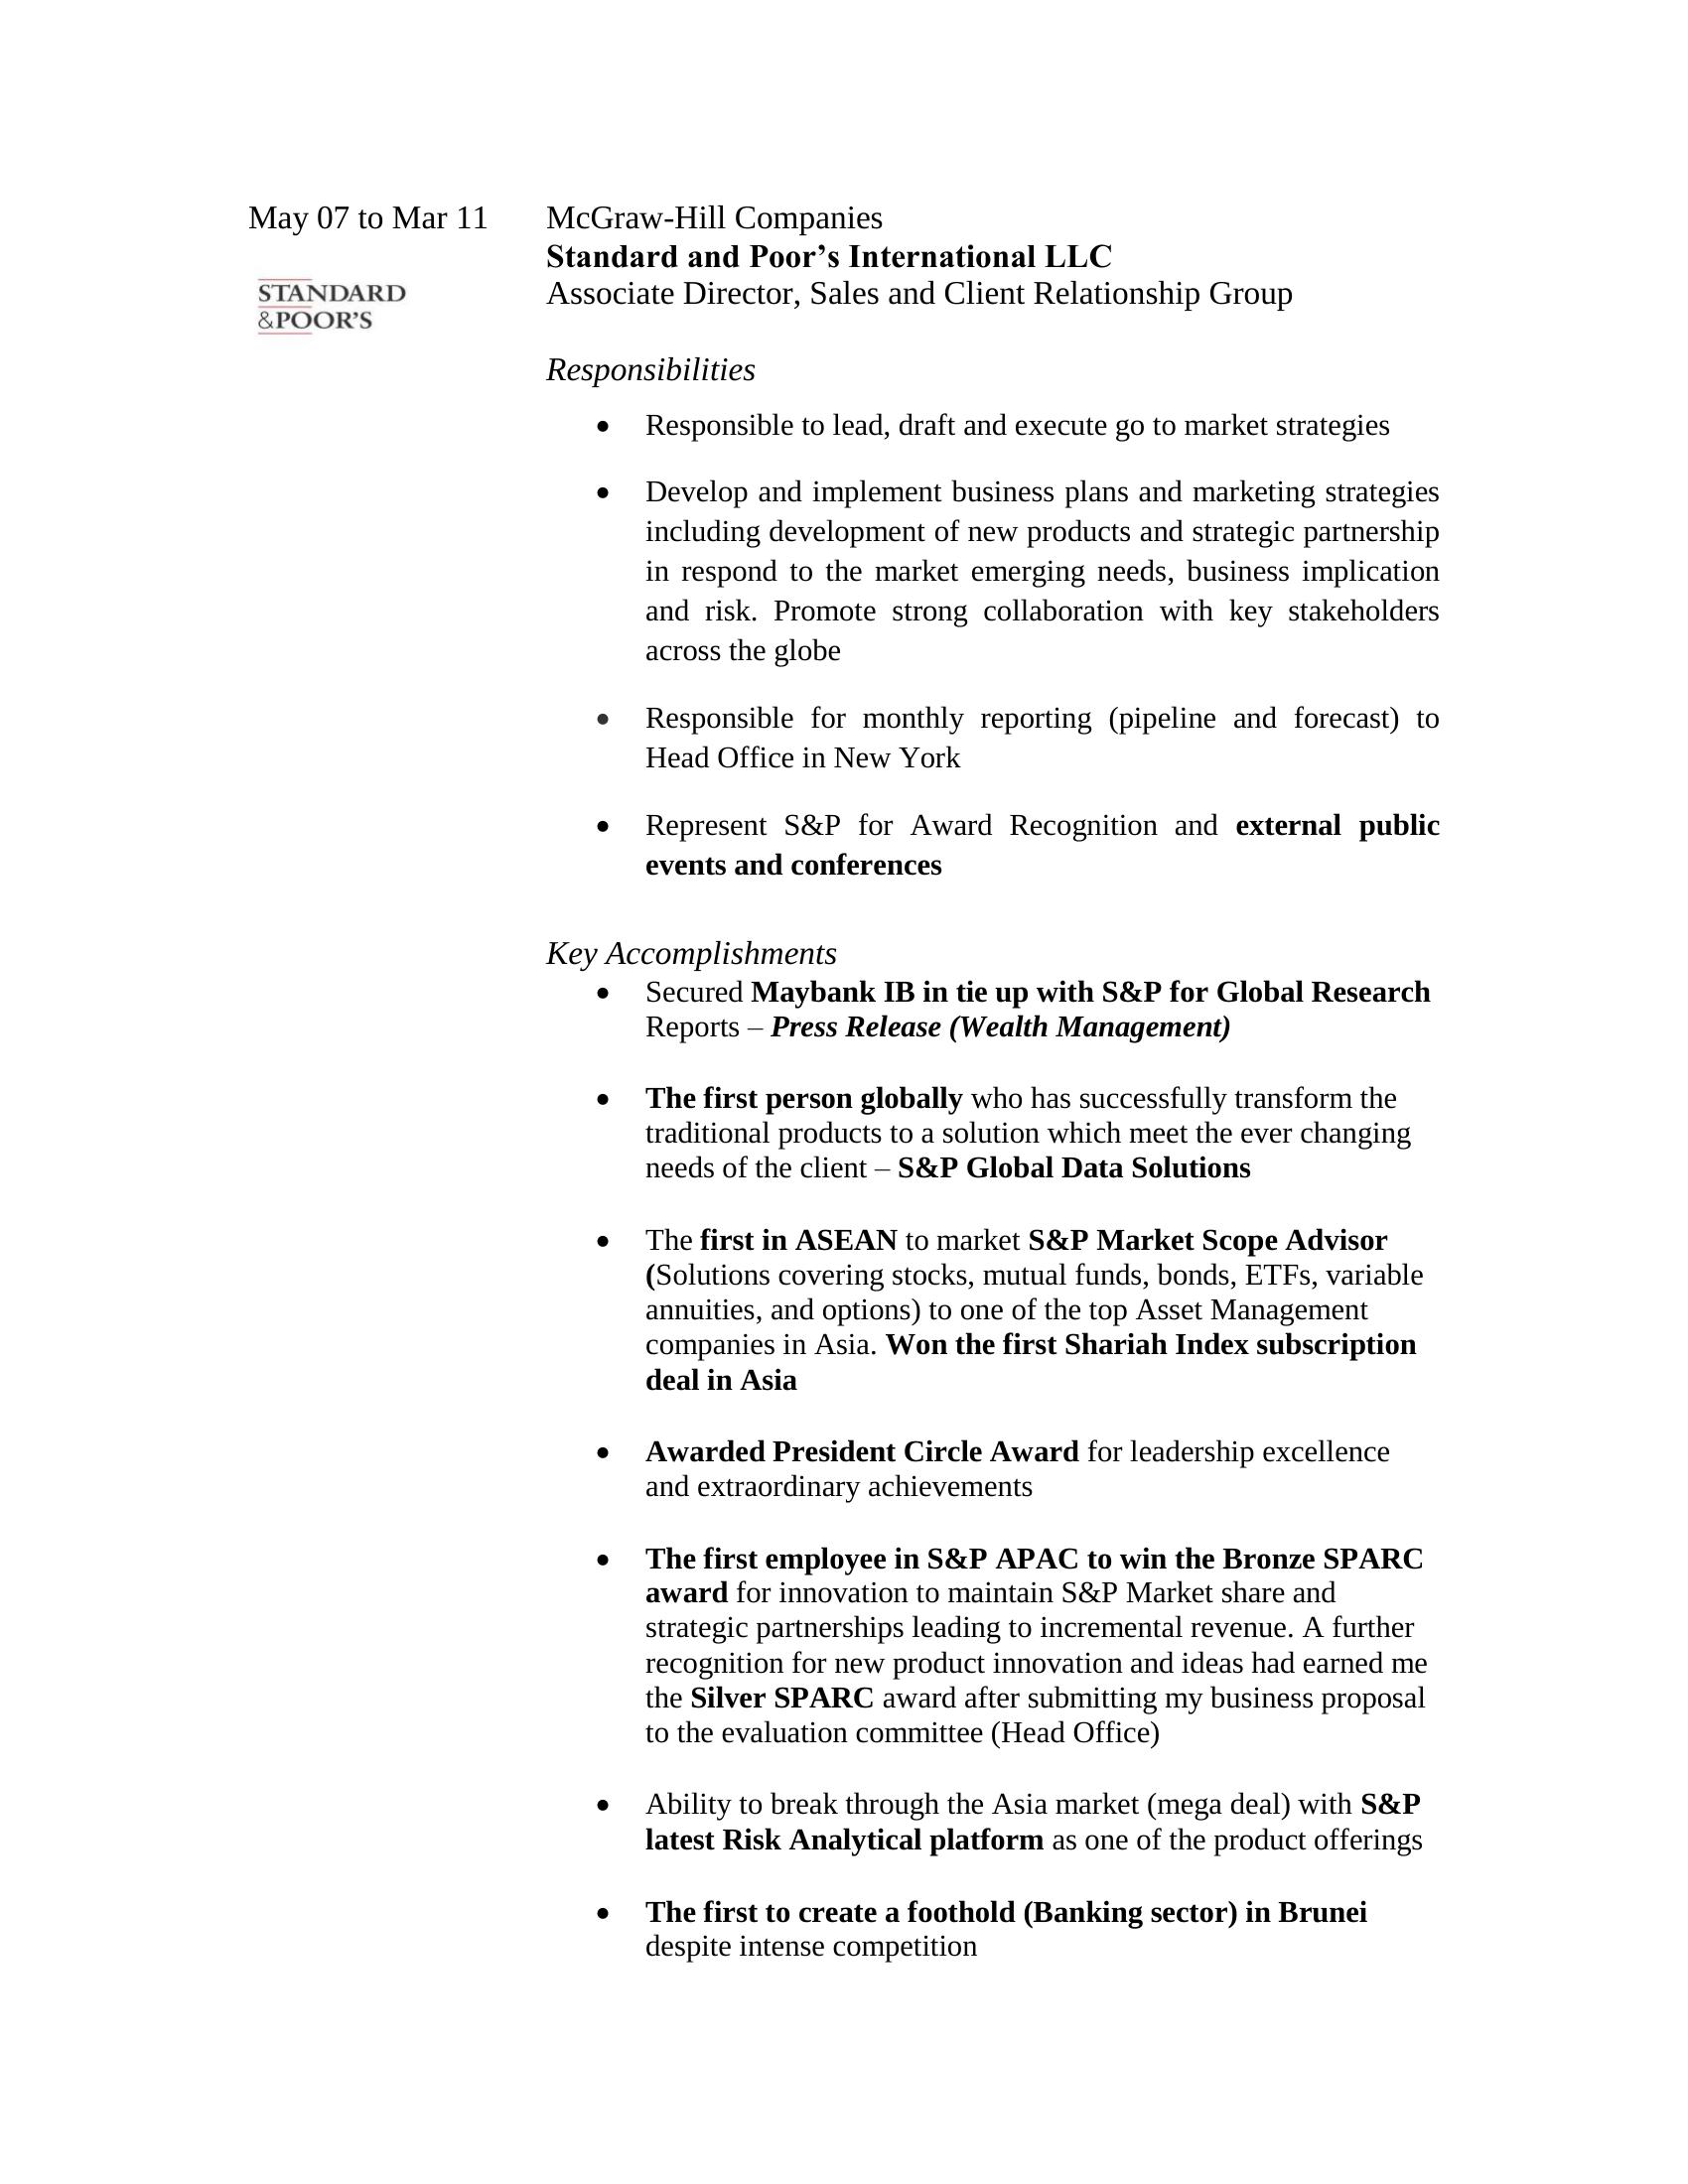 May 07 to Mar 11
McGraw-Hill Companies
Standard and Poor’s International LLC
STANDARD
&POOR'S
Associate Director, Sales and Client Relationship Group
Responsibilities
• Responsible to lead, draft and execute go to market strategies
• Develop and implement business plans and marketing strategies
including development of new products and strategic partnership
in respond to the market emerging needs, business implication
and risk. Promote strong collaboration with key stakeholders
across the globe
• Responsible for monthly reporting (pipeline and forecast) to
Head Office in New York
• Represent S&P for Award Recognition and external public
events and conferences
Key Accomplishments
• Secured Maybank IB in tie up with S&P for Global Research
Reports – Press Release (Wealth Management)
• The first person globally who has successfully transform the
traditional products to a solution which meet the ever changing
needs of the client – S&P Global Data Solutions
• The first in ASEAN to market S&P Market Scope Advisor
(Solutions covering stocks, mutual funds, bonds, ETFs, variable
annuities, and options) to one of the top Asset Management
companies in Asia. Won the first Shariah Index subscription
deal in Asia
• Awarded President Circle Award for leadership excellence
and extraordinary achievements
• The first employee in S&P APAC to win the Bronze SPARC
award for innovation to maintain S&P Market share and
strategic partnerships leading to incremental revenue. A further
recognition for new product innovation and ideas had earned me
the Silver SPARC award after submitting my business proposal
to the evaluation committee (Head Office)
• Ability to break through the Asia market (mega deal) with S&P
latest Risk Analytical platform as one of the product offerings
• The first to create a foothold (Banking sector) in Brunei
despite intense competition